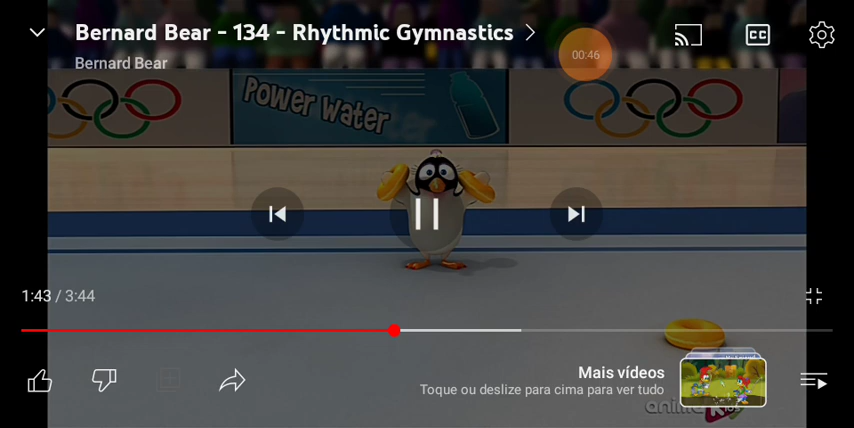 Bernard Bear - 134 - Rhythmic Gymnastics
Bernard Bear
00:46
CC
Power Water
1:43 / 3:44
Mais vídeos
Toque ou deslize para cima para ver tudo